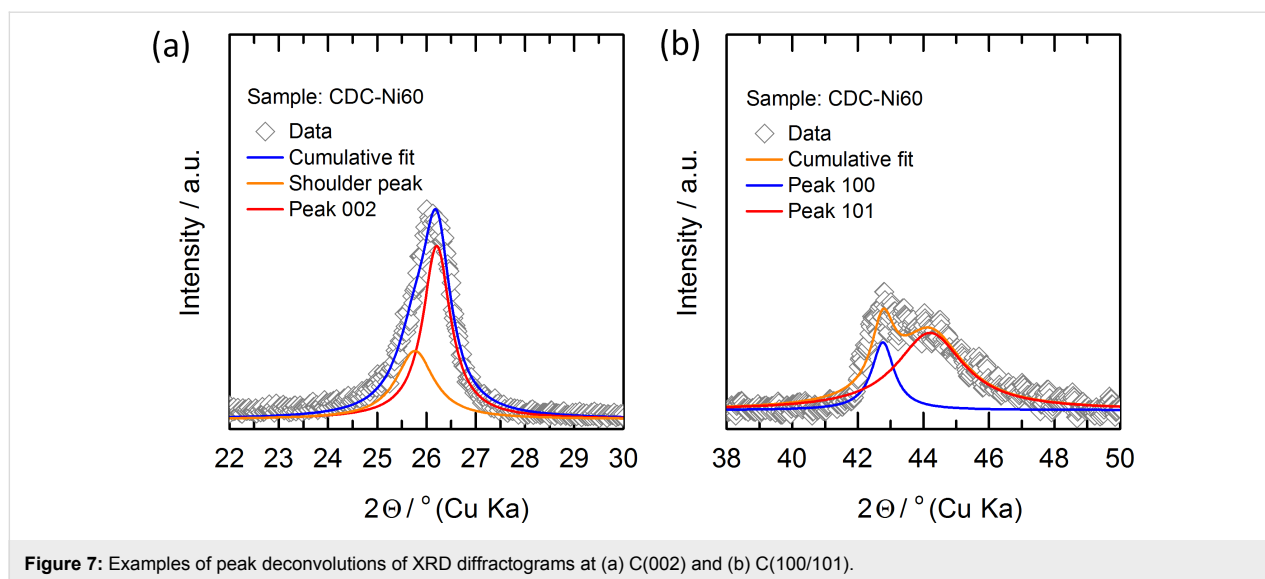 (a)
Sample: CDC-Ni60
Data
Cumulative fit
Shoulder peak
Peak 002
Intensity / a.u.
22 23 24 25 26 27 28 29 30
2Θ / ° (Cu Ka)
(b)
Sample: CDC-Ni60
Data
Cumulative fit
Peak 100
Peak 101
Intensity / a.u.
38 40 42 44 46 48 50
2Θ / ° (Cu Ka)
Figure 7: Examples of peak deconvolutions of XRD diffractograms at (a) C(002) and (b) C(100/101).